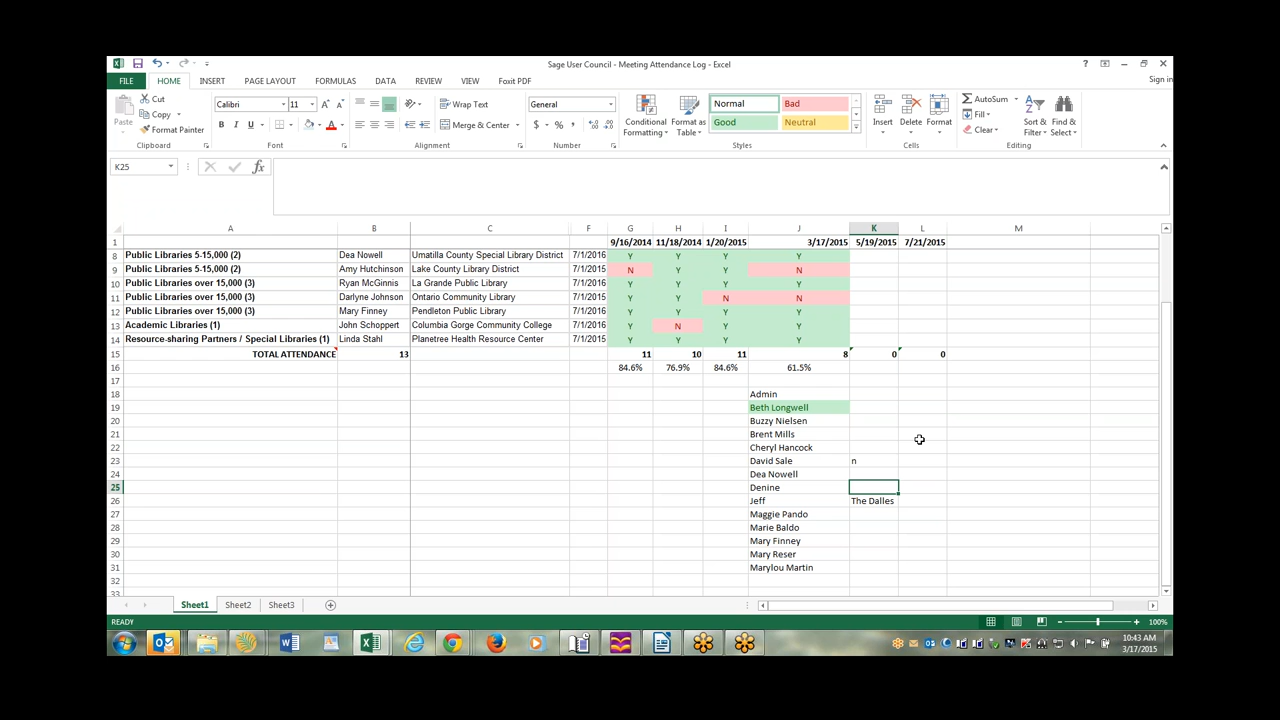 Sage User Council - Meeting Attendance Log - Excel
Sign in
FILE HOME INSERT PAGE LAYOUT FORMULAS DATA REVIEW VIEW Foxit PDF
Paste Cut Copy Format Painter Clipboard
Calibri 11 B I U A Font
Wrap Text Merge & Center Alignment
General $ % , Number
Conditional Formatting Format as Table Normal Bad Good Neutral Styles
Insert Delete Format Cells
AutoSum Fill Clear Sort & Filter Find & Select Editing
K25 fx
A B C F G H I J K L M
1 9/16/2014 11/18/2014 1/20/2015 3/17/2015 5/19/2015 7/21/2015
8 Public Libraries 5-15,000 (2) Dea Nowell Umatilla County Special Library District 7/1/2016 Y Y Y Y
9 Public Libraries 5-15,000 (2) Amy Hutchinson Lake County Library District 7/1/2015 N Y Y N
10 Public Libraries over 15,000 (3) Ryan McGinnis La Grande Public Library 7/1/2016 Y Y Y Y
11 Public Libraries over 15,000 (3) Darlyne Johnson Ontario Community Library 7/1/2015 Y Y N N
12 Public Libraries over 15,000 (3) Mary Finney Pendleton Public Library 7/1/2016 Y Y Y Y
13 Academic Libraries (1) John Schoppert Columbia Gorge Community College 7/1/2016 Y N Y Y
14 Resource-sharing Partners / Special Libraries (1) Linda Stahl Planetree Health Resource Center 7/1/2015 Y Y Y Y
15 TOTAL ATTENDANCE 13 11 10 11 8 0 0
16 84.6% 76.9% 84.6% 61.5%
17
18 Admin
19 Beth Longwell
20 Buzzy Nielsen
21 Brent Mills
22 Cheryl Hancock
23 David Sale n
24 Dea Nowell
25 Denine
26 Jeff The Dalles
27 Maggie Pando
28 Marie Baldo
29 Mary Finney
30 Mary Reser
31 Marylou Martin
32
33
Sheet1 Sheet2 Sheet3
READY 100%
10:43 AM
3/17/2015